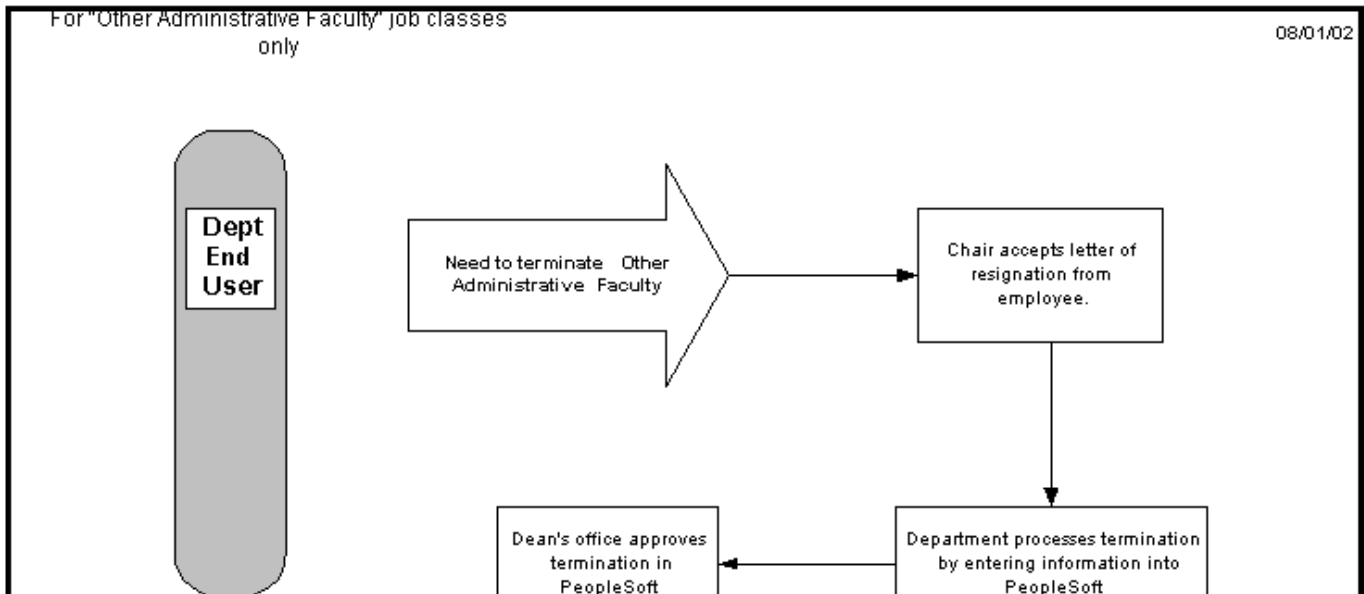 For "Other Administrative Faculty" job classes
only
08/01/02
Dept
End
User
Need to terminate Other
Administrative Faculty
Chair accepts letter of
resignation from
employee.
Dean's office approves
termination in
PeopleSoft
Department processes termination
by entering information into
PeopleSoft